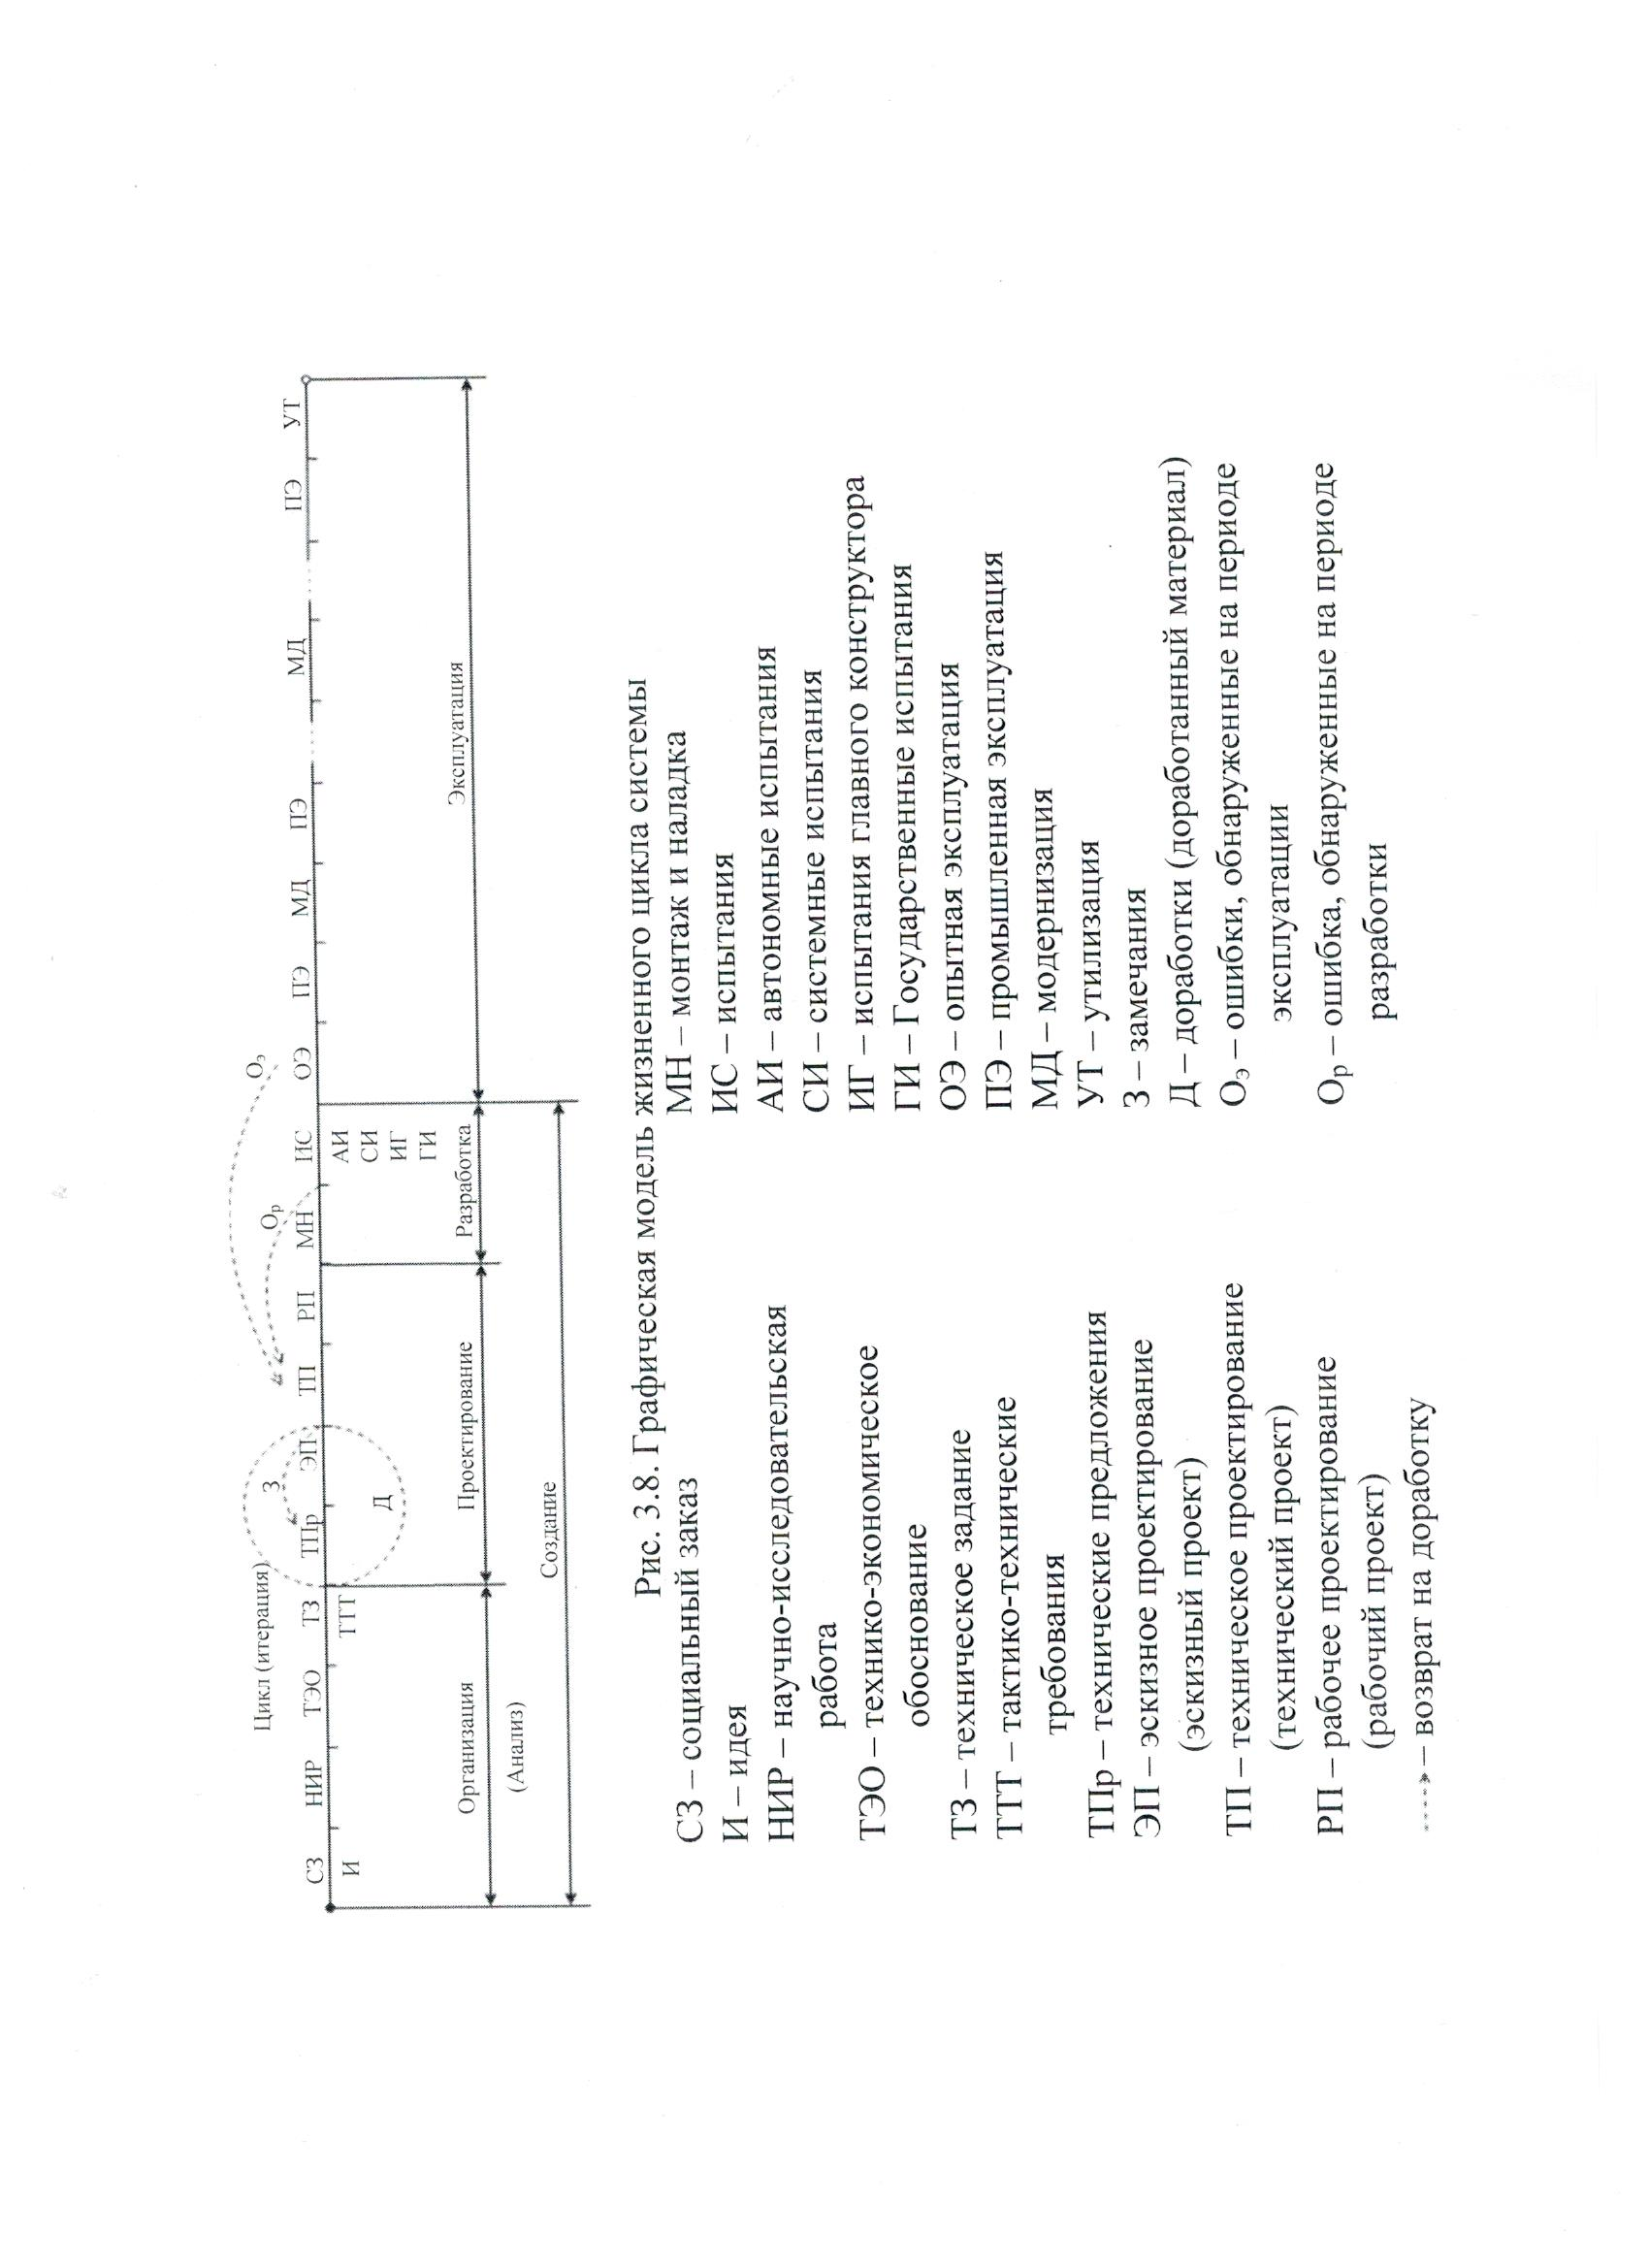 Цикл (итерация)
З
Ор
Оэ
СЗ НИР ТЭО ТЗ ТПр ЭП ТП РП МН ИС ОЭ ПЭ МД ПЭ МД ПЭ УТ
И
ТТТ
Д
АИ
СИ
ИГ
ГИ
Организация
Проектирование
Разработка
Эксплуатация
(Анализ)
Создание
Рис. 3.8. Графическая модель жизненного цикла системы
СЗ – социальный заказ
И – идея
НИР – научно-исследовательская
работа
ТЭО – технико-экономическое
обоснование
ТЗ – техническое задание
ТТТ – тактико-технические
требования
ТПр – технические предложения
ЭП – эскизное проектирование
(эскизный проект)
ТП – техническое проектирование
(технический проект)
РП – рабочее проектирование
(рабочий проект)
– возврат на доработку
МН – монтаж и наладка
ИС – испытания
АИ – автономные испытания
СИ – системные испытания
ИГ – испытания главного конструктора
ГИ – Государственные испытания
ОЭ – опытная эксплуатация
ПЭ – промышленная эксплуатация
МД – модернизация
УТ – утилизация
З – замечания
Д – доработки (доработанный материал)
Оэ – ошибки, обнаруженные на периоде
эксплуатации
Ор – ошибка, обнаруженные на периоде
разработки